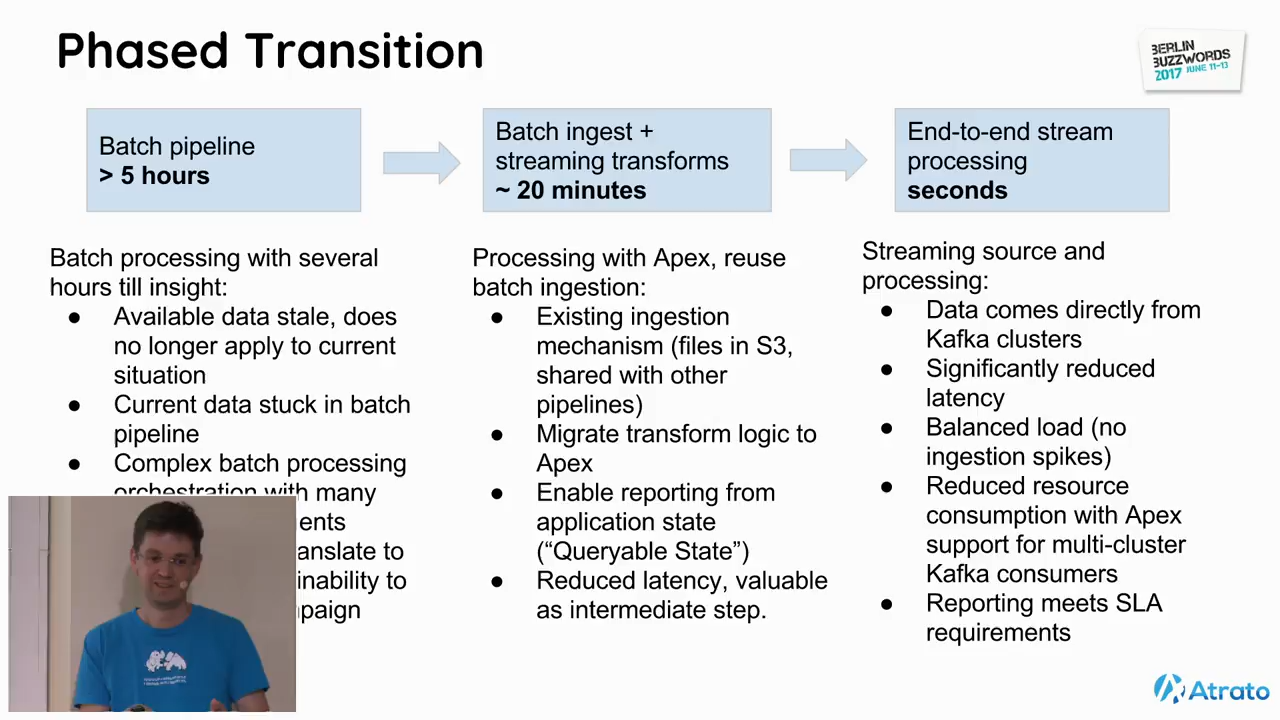 Phased Transition
BERLIN
BUZZWORDS
2017 JUNE 11-13
Batch pipeline
> 5 hours
Batch ingest +
streaming transforms
~ 20 minutes
End-to-end stream
processing
seconds
Batch processing with several
hours till insight:
● Available data stale, does
no longer apply to current
situation
● Current data stuck in batch
pipeline
● Complex batch processing
orchestration with many
ents
anslate to
inability to
paign
Processing with Apex, reuse
batch ingestion:
● Existing ingestion
mechanism (files in S3,
shared with other
pipelines)
● Migrate transform logic to
Apex
● Enable reporting from
application state
(“Queryable State”)
● Reduced latency, valuable
as intermediate step.
Streaming source and
processing:
● Data comes directly from
Kafka clusters
● Significantly reduced
latency
● Balanced load (no
ingestion spikes)
● Reduced resource
consumption with Apex
support for multi-cluster
Kafka consumers
● Reporting meets SLA
requirements
Atrato